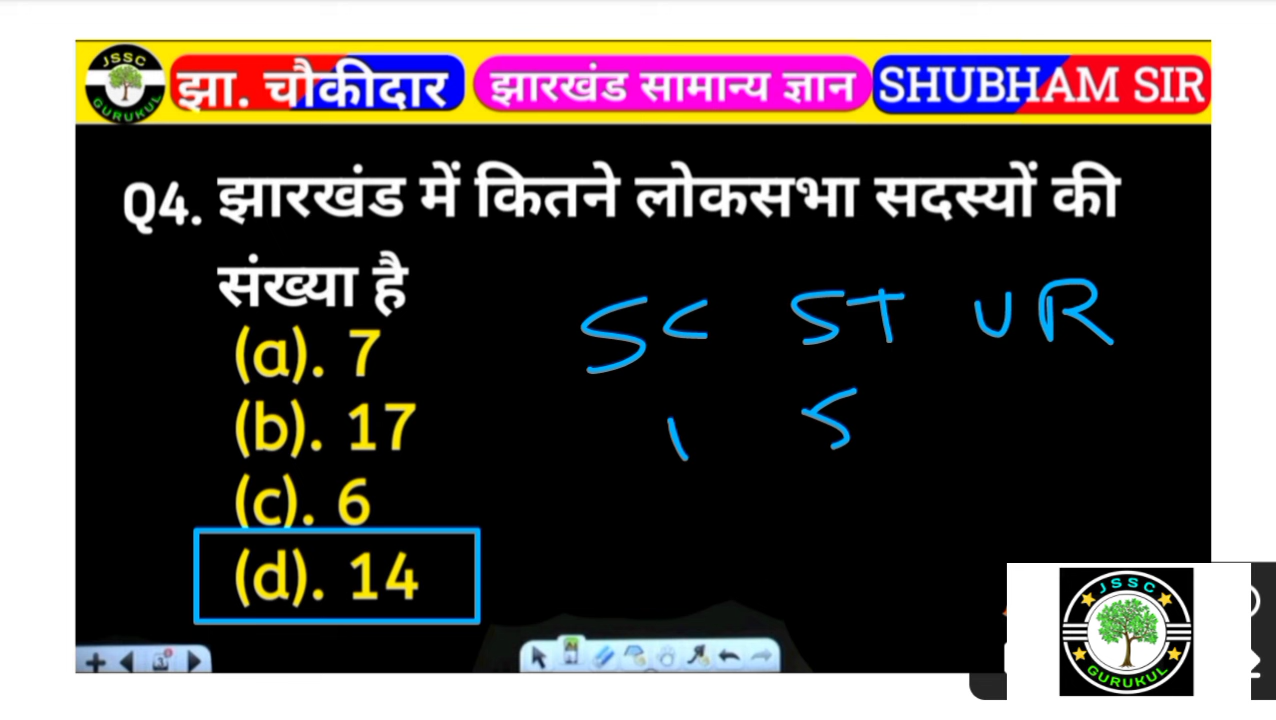 JSSC GURUKUL
झा. चौकीदार
झारखंड सामान्य ज्ञान
SHUBHAM SIR
Q4. झारखंड में कितने लोकसभा सदस्यों की
संख्या है
SC ST UR
(a). 7
(b). 17
1 5
(c). 6
(d). 14
JSSC
GURUKUL